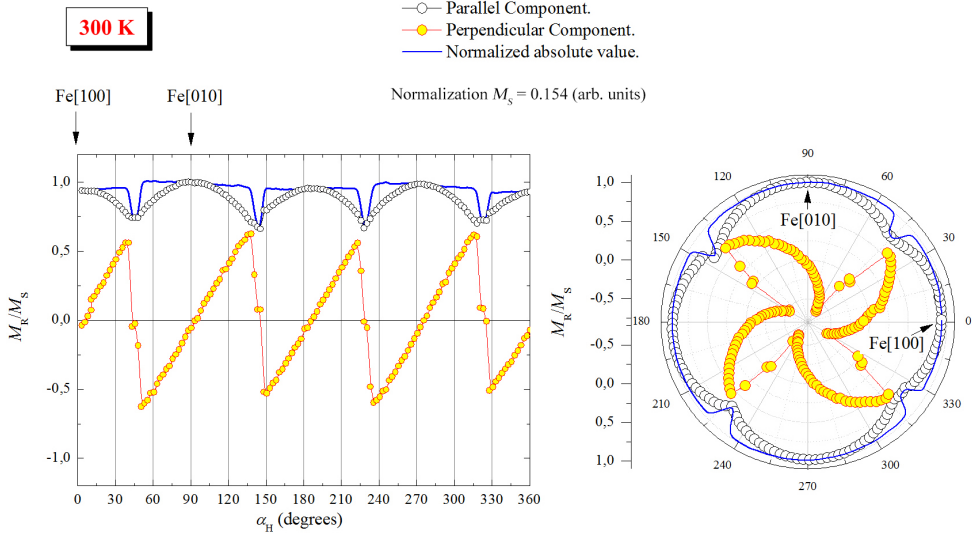 300 K
Parallel Component.
Perpendicular Component.
Normalized absolute value.
Normalization M_S = 0.154 (arb. units)
Fe[100]
Fe[010]
M_R/M_S
1,0
0,5
0,0
-0,5
-1,0
0 30 60 90 120 150 180 210 240 270 300 330 360
α_H (degrees)
M_R/M_S
1,0
0,5
0,0
-0,5
-0,5
0,0
0,5
1,0
90
120
60
150
30
180
0
210
330
240
300
270
Fe[010]
Fe[100]